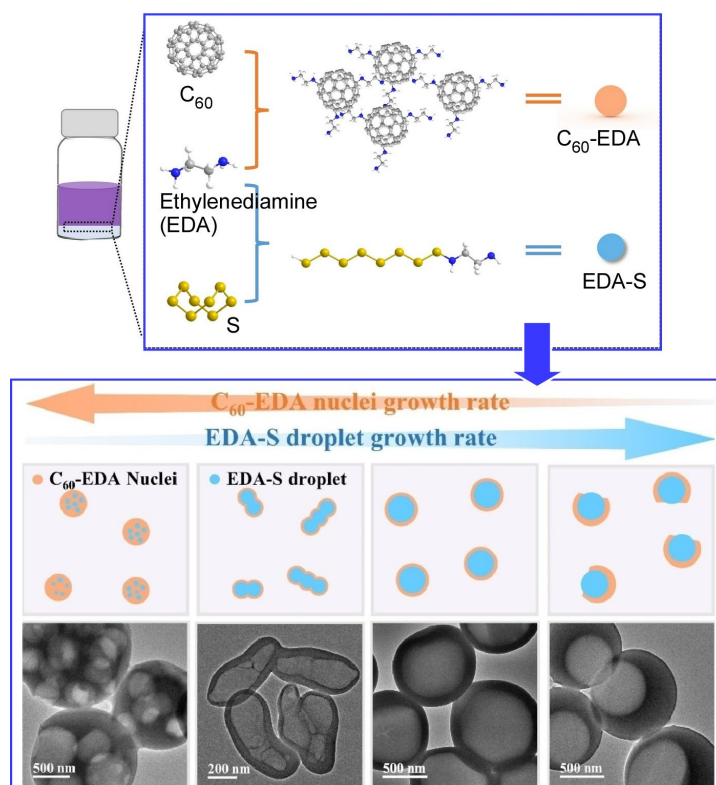 C60
C60-EDA
Ethylenediamine
(EDA)
EDA-S
S
C60-EDA nuclei growth rate
EDA-S droplet growth rate
C60-EDA Nuclei
EDA-S droplet
500 nm
200 nm
500 nm
500 nm